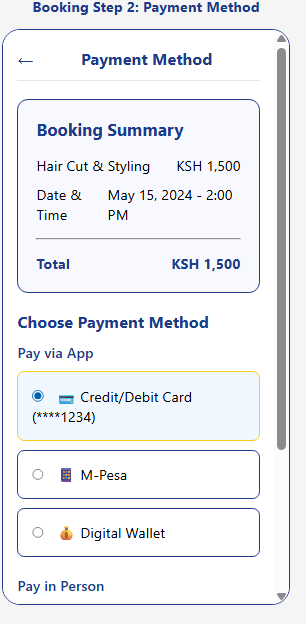 Booking Step 2: Payment Method
← Payment Method
Booking Summary
Hair Cut & Styling KSH 1,500
Date & Time May 15, 2024 - 2:00 PM
Total KSH 1,500
Choose Payment Method
Pay via App
Credit/Debit Card
(****1234)
M-Pesa
Digital Wallet
Pay in Person